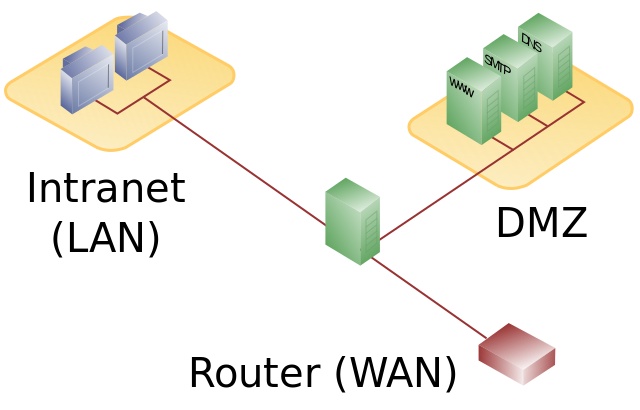 DNS
SMTP
WWW
Intranet
(LAN)
DMZ
Router (WAN)